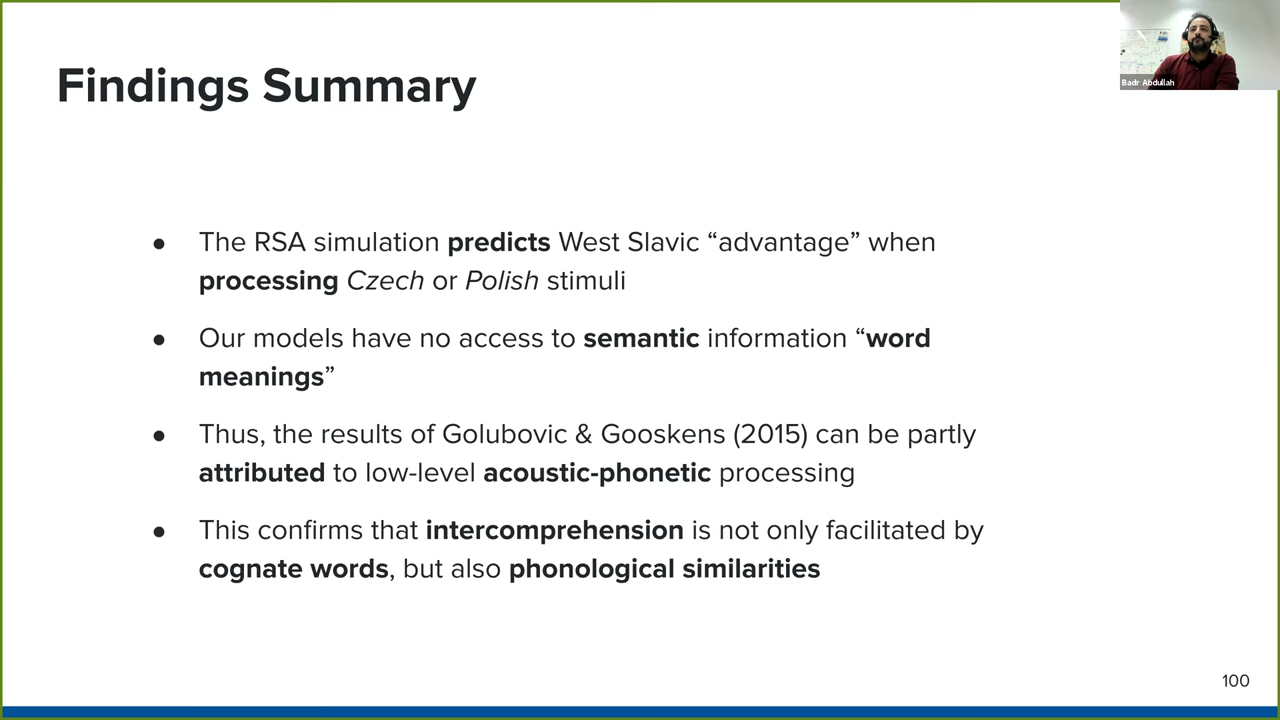 Badr Abdullah
Findings Summary
● The RSA simulation predicts West Slavic “advantage” when
processing Czech or Polish stimuli
● Our models have no access to semantic information “word
meanings”
● Thus, the results of Golubovic & Gooskens (2015) can be partly
attributed to low-level acoustic-phonetic processing
● This confirms that intercomprehension is not only facilitated by
cognate words, but also phonological similarities
100